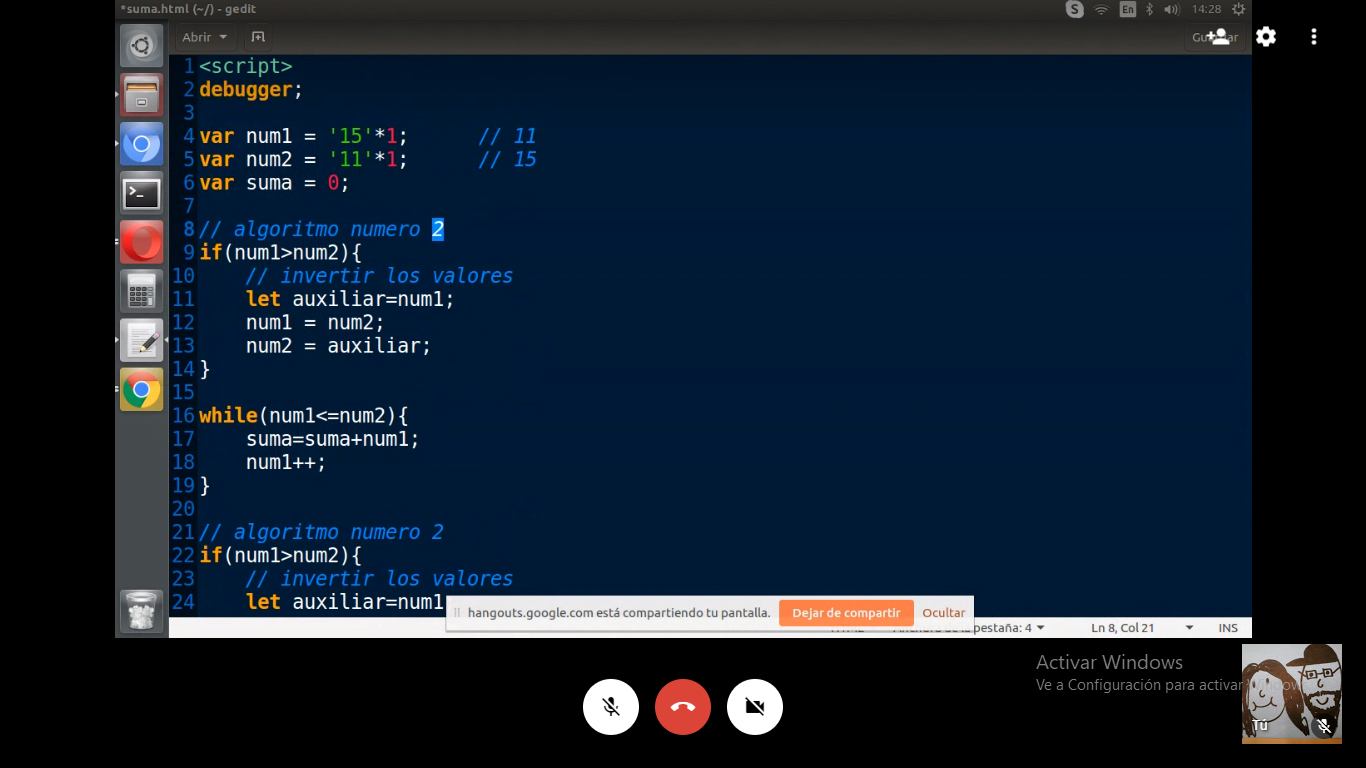 *suma.html (~/) - gedit
S En 14:28
Abrir
1 <script>
2 debugger;
3
4 var num1 = '15'*1;      // 11
5 var num2 = '11'*1;      // 15
6 var suma = 0;
7
8 // algoritmo numero 2
9 if(num1>num2){
10     // invertir los valores
11     let auxiliar=num1;
12     num1 = num2;
13     num2 = auxiliar;
14 }
15
16 while(num1<=num2){
17     suma=suma+num1;
18     num1++;
19 }
20
21 // algoritmo numero 2
22 if(num1>num2){
23     // invertir los valores
24     let auxiliar=num1
hangouts.google.com está compartiendo tu pantalla. Dejar de compartir Ocultar
pestaña: 4 Ln 8, Col 21 INS
Activar Windows
Ve a Configuración para activar
Tú